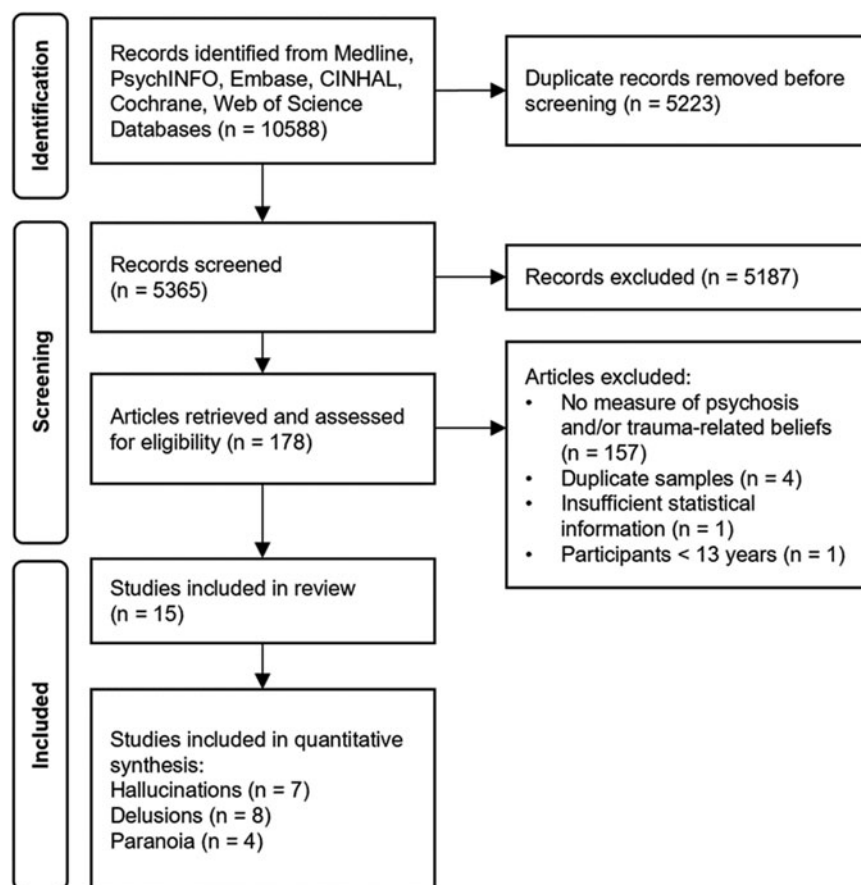 Identification
Records identified from Medline,
PsychINFO, Embase, CINHAL,
Cochrane, Web of Science
Databases (n = 10588)
Duplicate records removed before
screening (n = 5223)
Screening
Records screened
(n = 5365)
Records excluded (n = 5187)
Articles retrieved and assessed
for eligibility (n = 178)
Articles excluded:
• No measure of psychosis
and/or trauma-related beliefs
(n = 157)
• Duplicate samples (n = 4)
• Insufficient statistical
information (n = 1)
• Participants < 13 years (n = 1)
Included
Studies included in review
(n = 15)
Studies included in quantitative
synthesis:
Hallucinations (n = 7)
Delusions (n = 8)
Paranoia (n = 4)